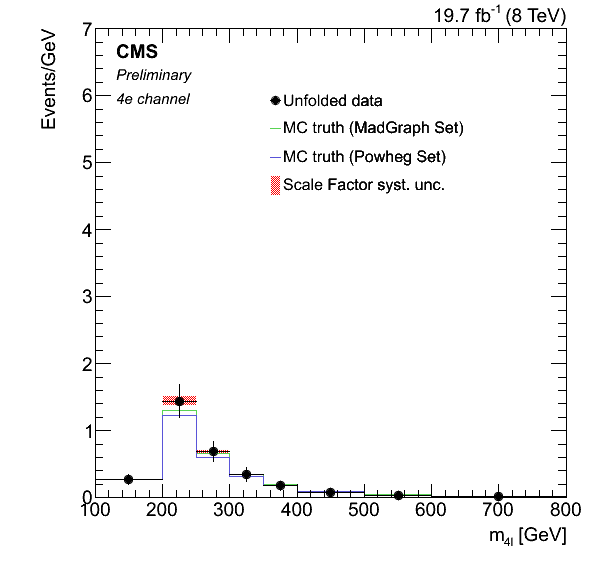 19.7 fb⁻¹ (8 TeV)
Events/GeV
CMS
Preliminary
4e channel
Unfolded data
MC truth (MadGraph Set)
MC truth (Powheg Set)
Scale Factor syst. unc.
7
6
5
4
3
2
1
0
100 200 300 400 500 600 700 800
m4l [GeV]